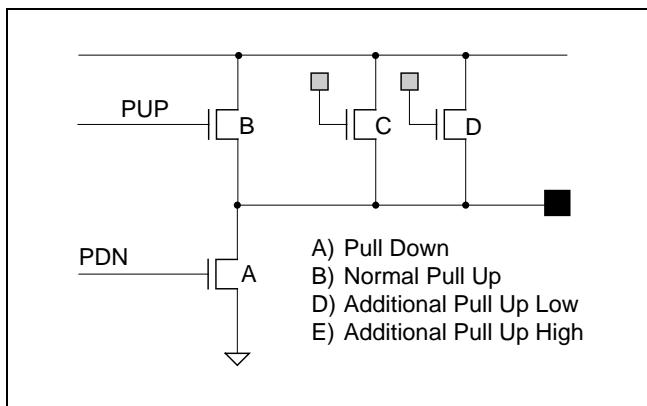 PUP
B
C
D
PDN
A
A) Pull Down
B) Normal Pull Up
D) Additional Pull Up Low
E) Additional Pull Up High